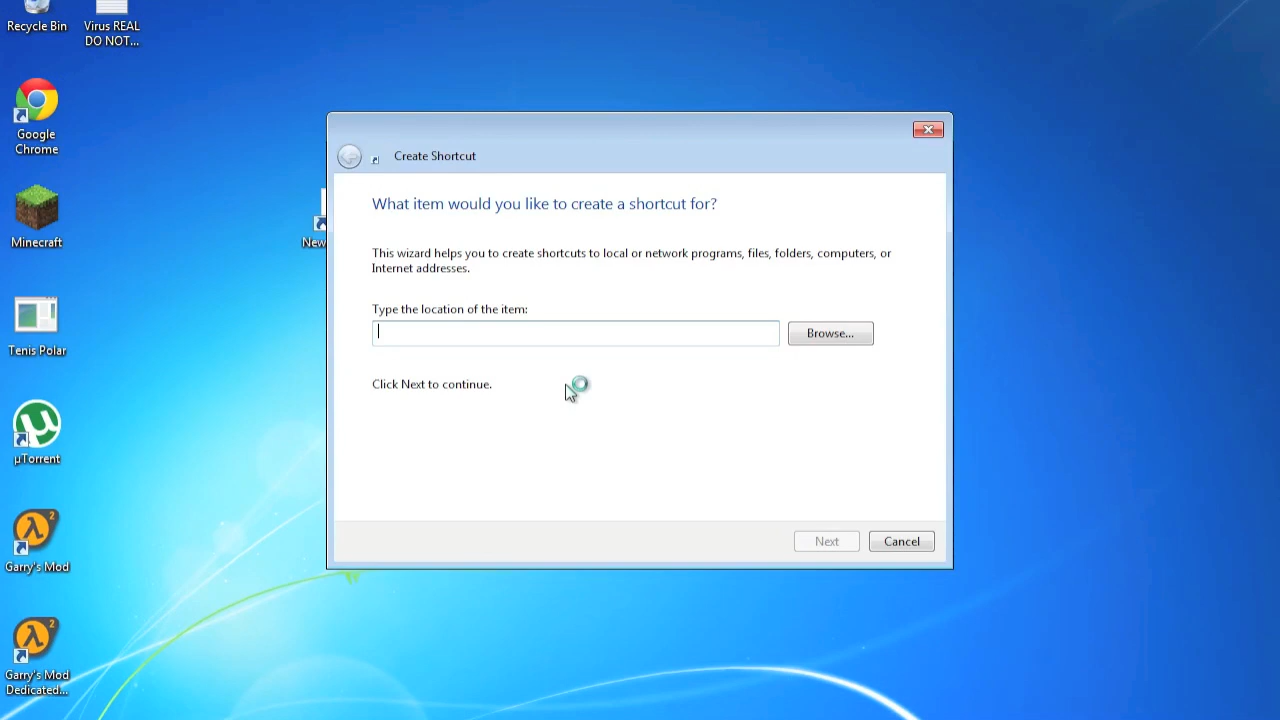 Recycle Bin
Virus REAL
DO NOT...
Google
Chrome
Minecraft
Tenis Polar
µTorrent
Garry's Mod
Garry's Mod
Dedicated...
New
Create Shortcut
What item would you like to create a shortcut for?
This wizard helps you to create shortcuts to local or network programs, files, folders, computers, or
Internet addresses.
Type the location of the item:
Browse...
Click Next to continue.
Next
Cancel